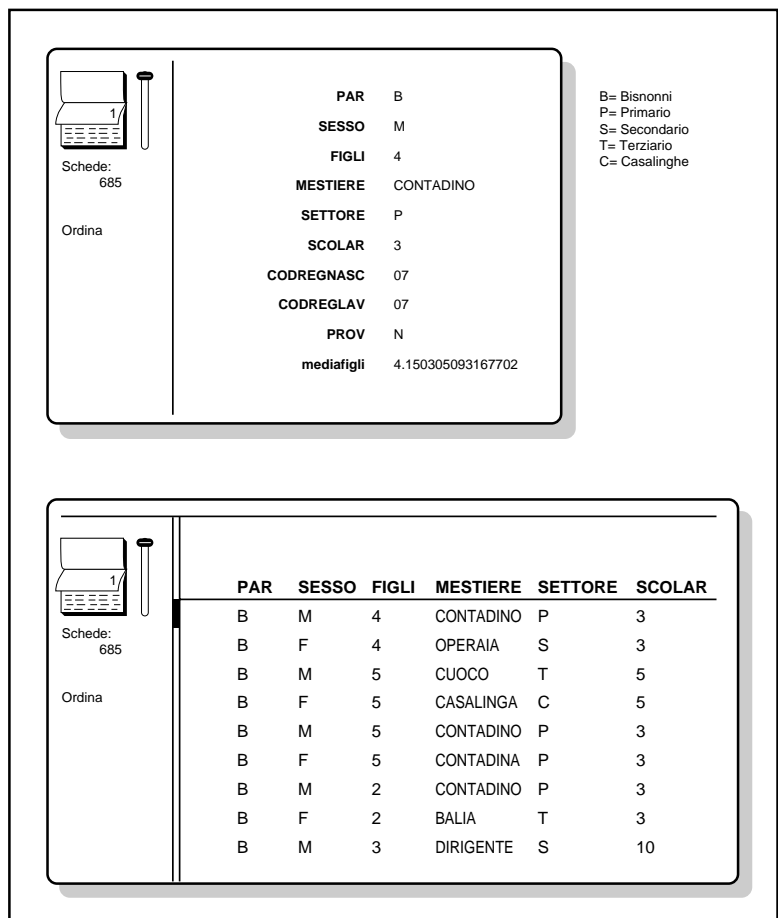 PAR B
SESSO M
FIGLI 4
MESTIERE CONTADINO
SETTORE P
SCOLAR 3
CODREGNASC 07
CODREGLAV 07
PROV N
mediafigli 4.150305093167702
1
Schede:
685
Ordina
B= Bisnonni
P= Primario
S= Secondario
T= Terziario
C= Casalinghe
1
Schede:
685
Ordina
PAR SESSO FIGLI MESTIERE SETTORE SCOLAR
B M 4 CONTADINO P 3
B F 4 OPERAIA S 3
B M 5 CUOCO T 5
B F 5 CASALINGA C 5
B M 5 CONTADINO P 3
B F 5 CONTADINA P 3
B M 2 CONTADINO P 3
B F 2 BALIA T 3
B M 3 DIRIGENTE S 10